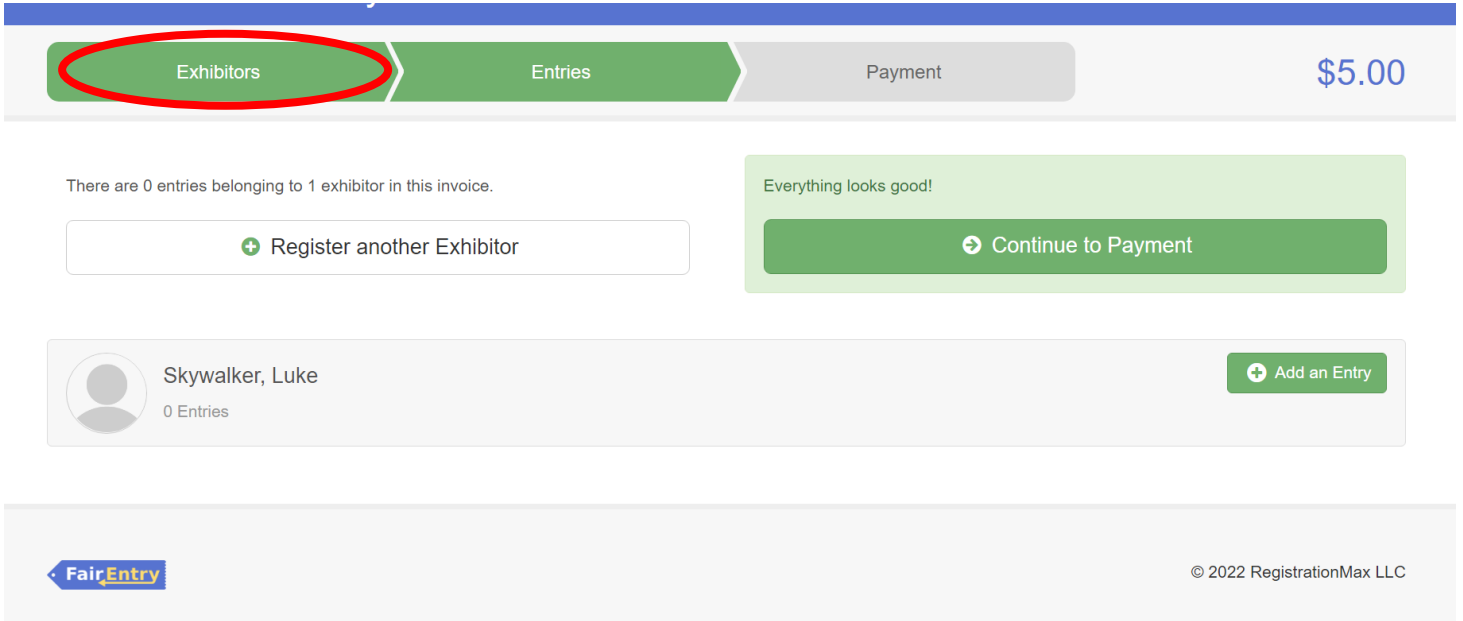 Exhibitors
Entries
Payment
$5.00
There are 0 entries belonging to 1 exhibitor in this invoice.
Register another Exhibitor
Everything looks good!
Continue to Payment
Skywalker, Luke
0 Entries
Add an Entry
FairEntry
© 2022 RegistrationMax LLC